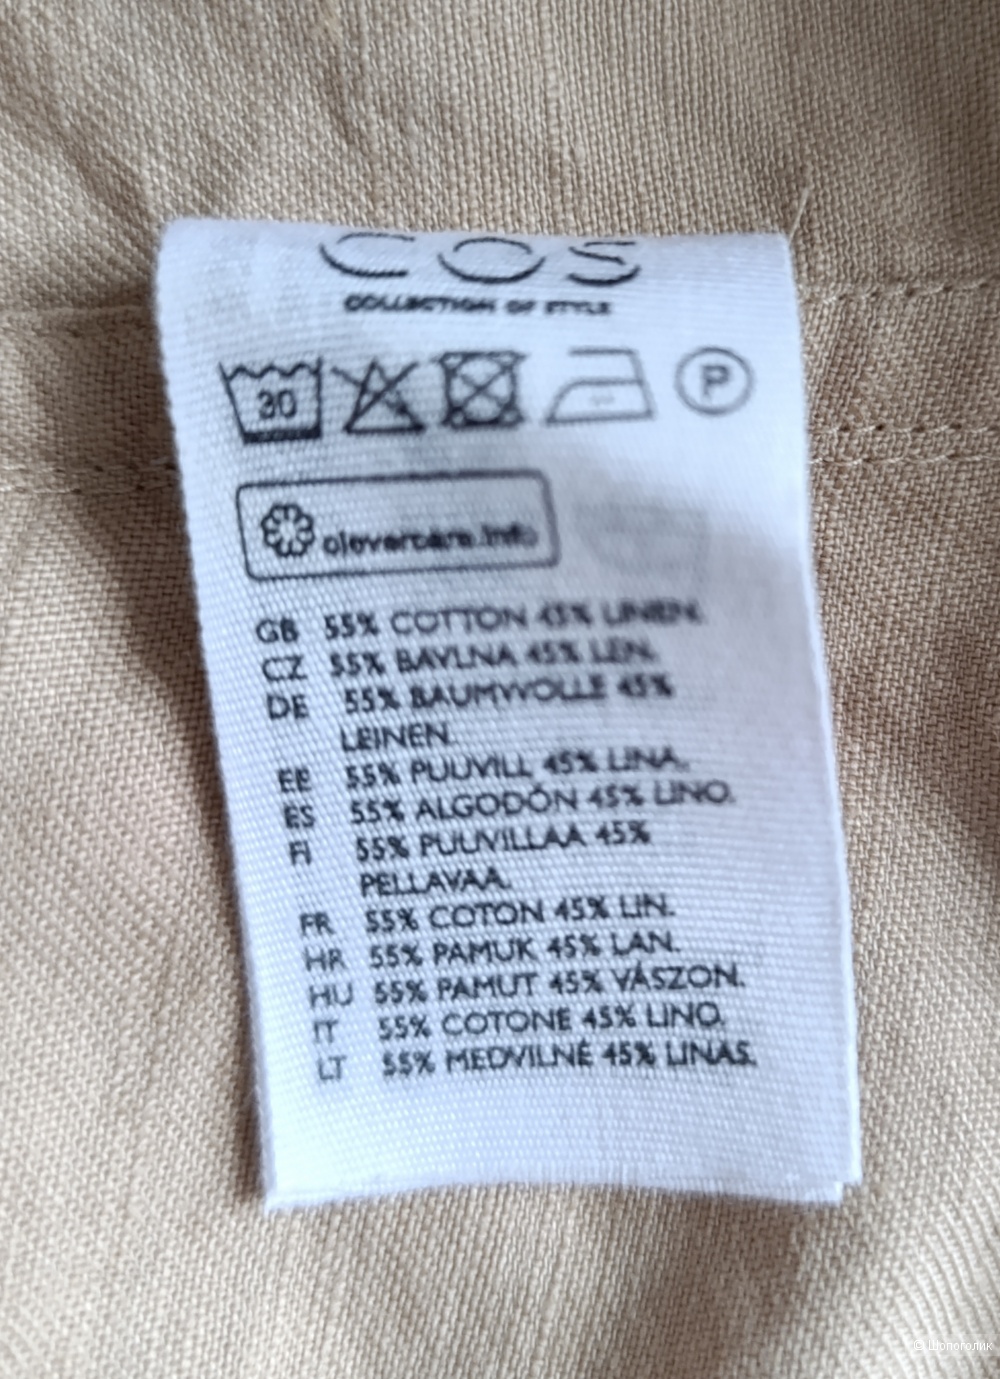 COS
COLLECTION OF STYLE
30
P
clevercare.info
GB 55% COTTON 45% LINEN.
CZ 55% BAVLNA 45% LEN.
DE 55% BAUMWOLLE 45%
LEINEN.
EE 55% PUUVILL 45% LINA.
ES 55% ALGODÓN 45% LINO.
FI 55% PUUVILLAA 45%
PELLAVAA.
FR 55% COTON 45% LIN.
HR 55% PAMUK 45% LAN.
HU 55% PAMUT 45% VÁSZON.
IT 55% COTONE 45% LINO.
LT 55% MEDVILNĖ 45% LINAS.
© Шопоголик